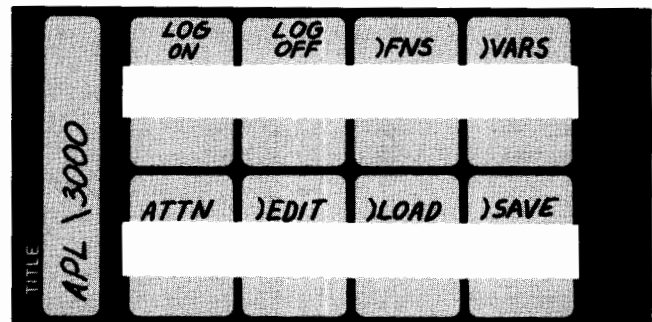 TITLE
APL \3000
LOG
ON
LOG
OFF
)FNS
)VARS
ATTN
)EDIT
)LOAD
)SAVE